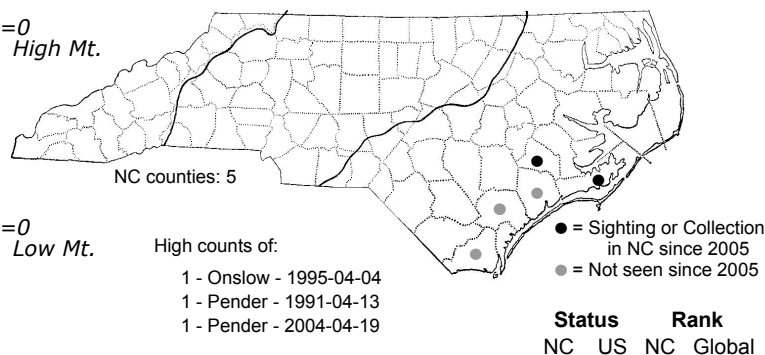 =0
High Mt.
NC counties: 5
=0
Low Mt.
High counts of:
1 - Onslow - 1995-04-04
1 - Pender - 1991-04-13
1 - Pender - 2004-04-19
● = Sighting or Collection
in NC since 2005
● = Not seen since 2005
Status Rank
NC US NC Global